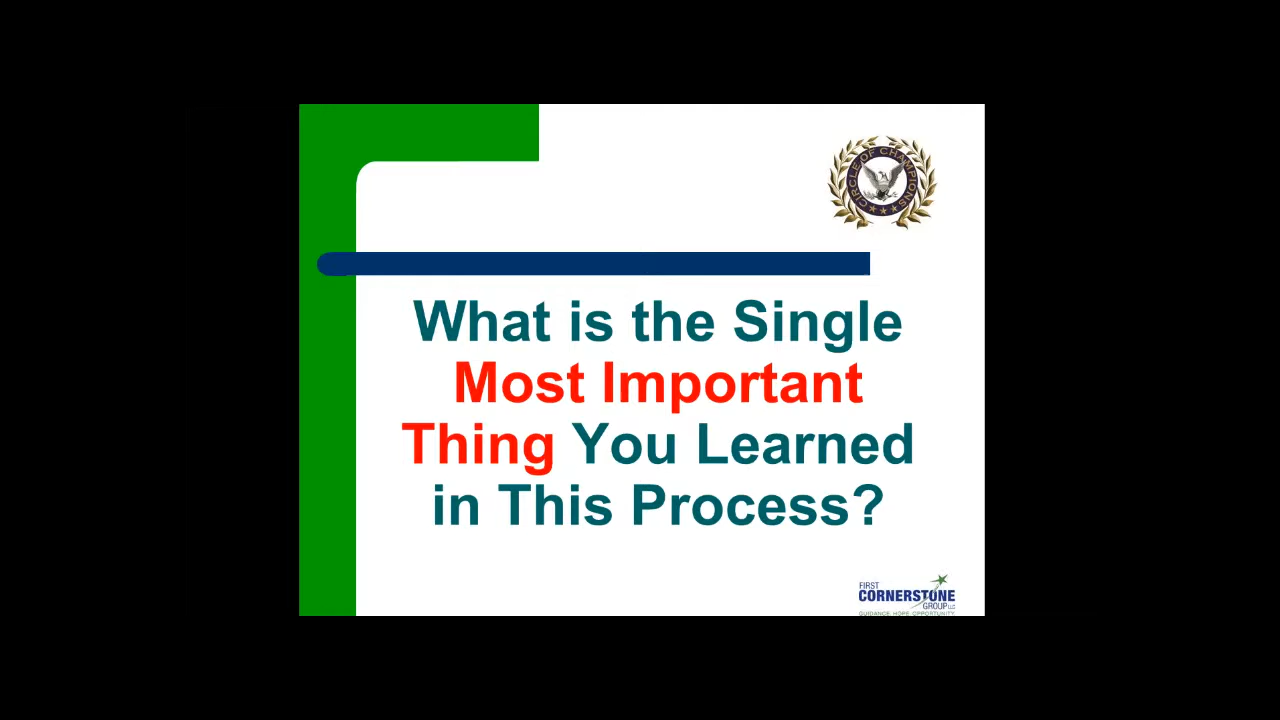 CIRCLE OF CHAMPIONS
What is the Single
Most Important
Thing You Learned
in This Process?
FIRST
CORNERSTONE
GROUP LLC
GUIDANCE. HOPE. OPPORTUNITY.